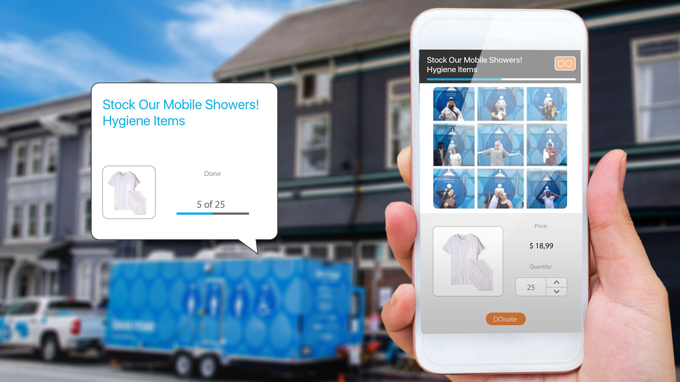 Stock Our Mobile Showers!
Hygiene Items
Done
5 of 25
Stock Our Mobile Showers!
Hygiene Items
DO
Price:
$ 18,99
Quantity:
25
DOnate